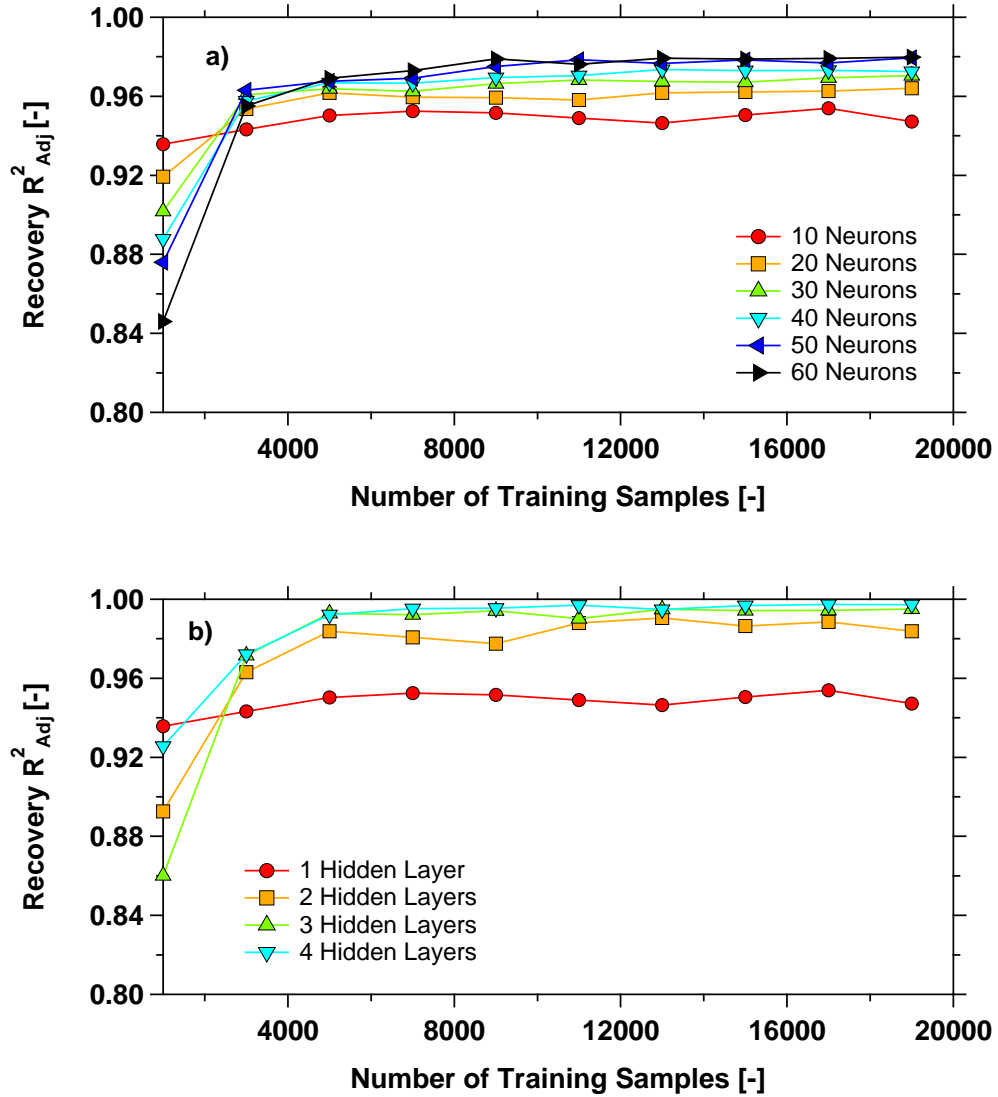 1.00
a)
0.96
0.92
0.88
0.84
0.80
Recovery R²Adj [-]
10 Neurons
20 Neurons
30 Neurons
40 Neurons
50 Neurons
60 Neurons
4000 8000 12000 16000 20000
Number of Training Samples [-]
1.00
b)
0.96
0.92
0.88
0.84
0.80
Recovery R²Adj [-]
1 Hidden Layer
2 Hidden Layers
3 Hidden Layers
4 Hidden Layers
4000 8000 12000 16000 20000
Number of Training Samples [-]